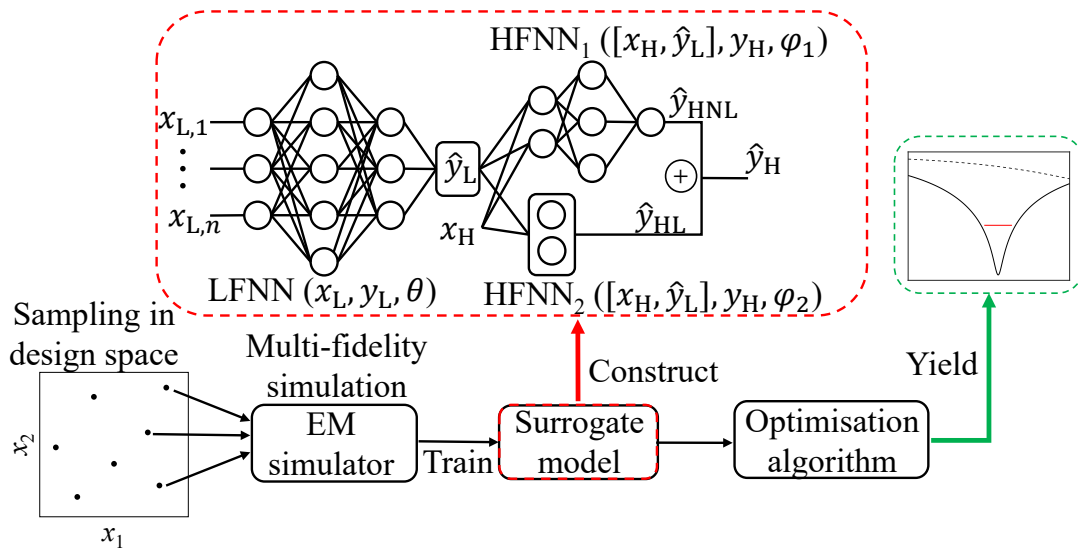 HFNN₁ ([x_H, ŷ_L], y_H, φ₁)
x_L,1
⋮
x_L,n
ŷ_L
x_H
ŷ_HNL
+
ŷ_H
ŷ_HL
LFNN (x_L, y_L, θ)
HFNN₂ ([x_H, ŷ_L], y_H, φ₂)
Sampling in
design space
x₂
x₁
Multi-fidelity
simulation
EM
simulator
Train
Construct
Surrogate
model
Optimisation
algorithm
Yield